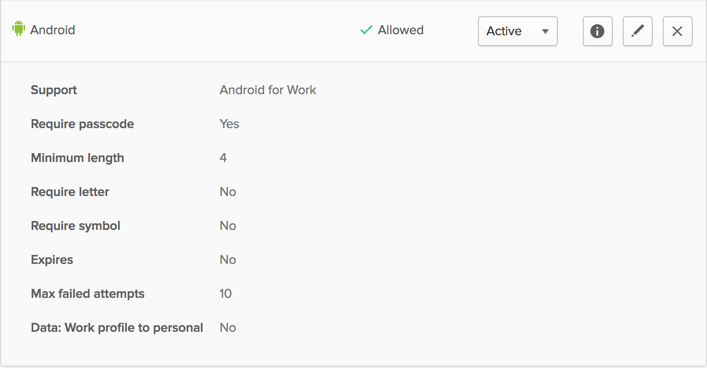 Android Allowed Active
Support Android for Work
Require passcode Yes
Minimum length 4
Require letter No
Require symbol No
Expires No
Max failed attempts 10
Data: Work profile to personal No